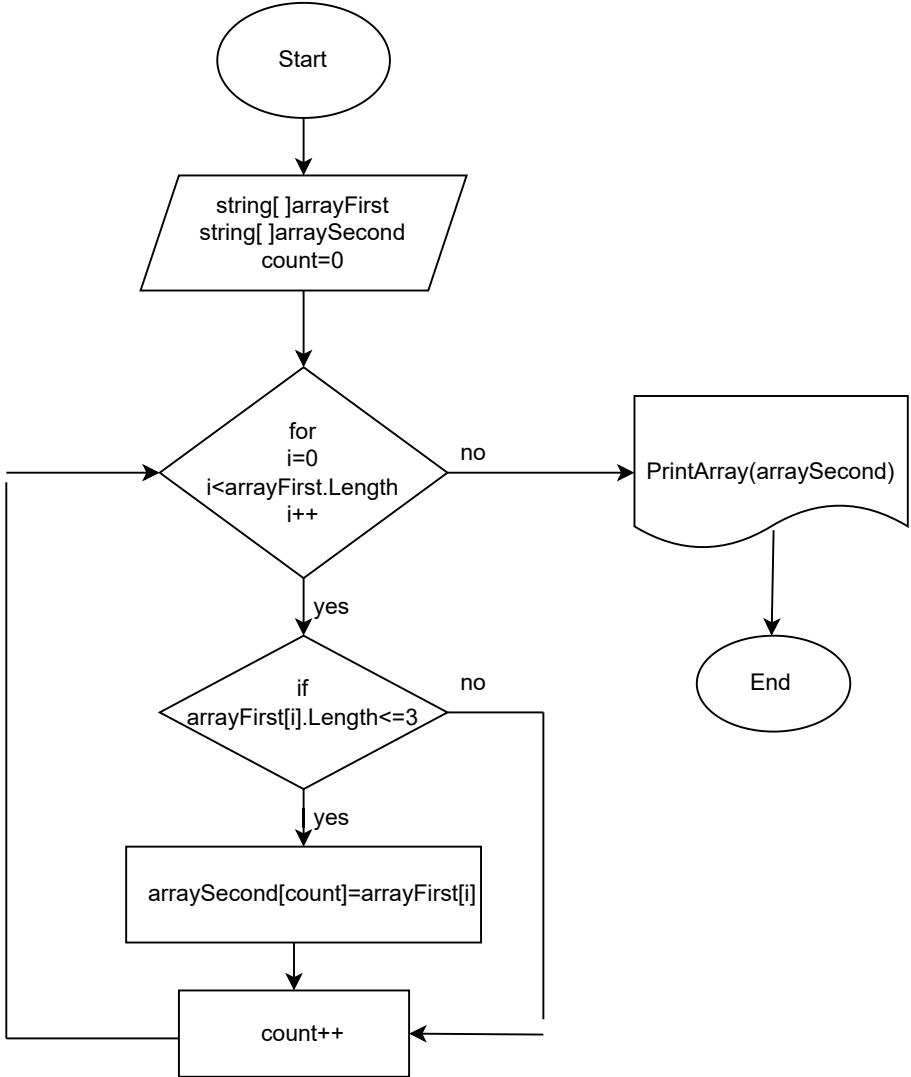 Start
string[ ]arrayFirst
string[ ]arraySecond
count=0
for
i=0
i<arrayFirst.Length
i++
no
PrintArray(arraySecond)
yes
if
arrayFirst[i].Length<=3
no
End
yes
arraySecond[count]=arrayFirst[i]
count++